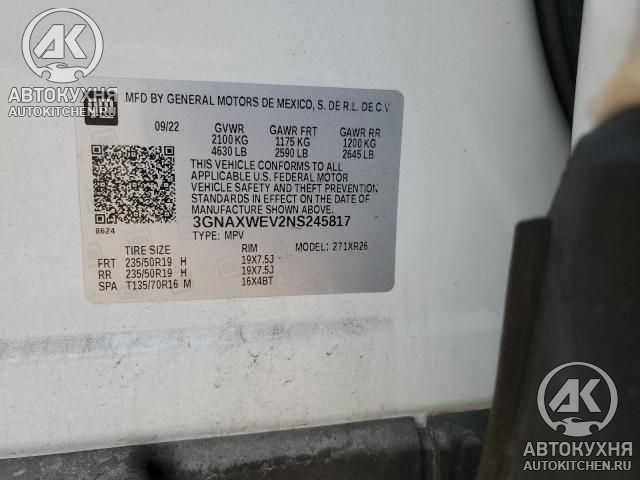 MFD BY GENERAL MOTORS DE MEXICO, S. DE R.L. DE C.V.
GM
09/22 GVWR GAWR FRT GAWR RR
2100 KG 1175 KG 1200 KG
4630 LB 2590 LB 2645 LB
THIS VEHICLE CONFORMS TO ALL
APPLICABLE U.S. FEDERAL MOTOR
VEHICLE SAFETY AND THEFT PREVENTION
STANDARDS IN EFFECT ON THE DATE OF
MANUFACTURE SHOWN ABOVE.
8624
3GNAXWEV2NS245817
TYPE: MPV MODEL: 271XR26
TIRE SIZE RIM
FRT 235/50R19 H 19X7.5J
RR 235/50R19 H 19X7.5J
SPA T135/70R16 M 16X4BT
АК
АВТОКУХНЯ
AUTOKITCHEN.RU
АК
АВТОКУХНЯ
AUTOKITCHEN.RU